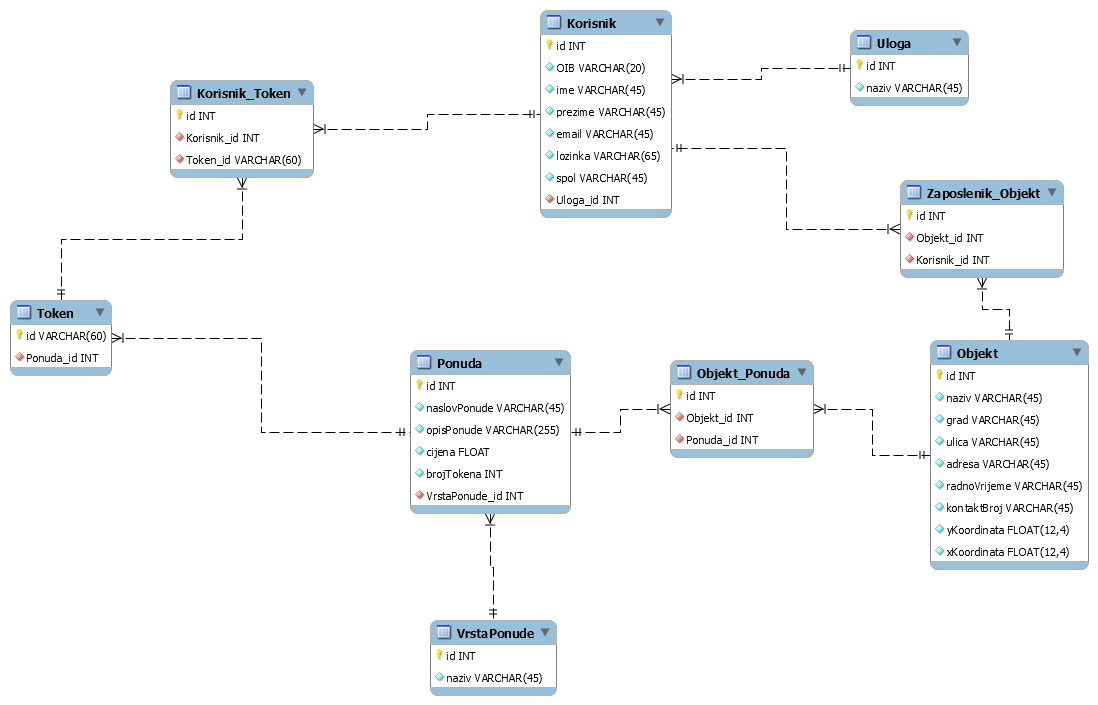 Korisnik
id INT
OIB VARCHAR(20)
ime VARCHAR(45)
prezime VARCHAR(45)
email VARCHAR(45)
lozinka VARCHAR(65)
spol VARCHAR(45)
Uloga_id INT
Uloga
id INT
naziv VARCHAR(45)
Korisnik_Token
id INT
Korisnik_id INT
Token_id VARCHAR(60)
Zaposlenik_Objekt
id INT
Objekt_id INT
Korisnik_id INT
Token
id VARCHAR(60)
Ponuda_id INT
Ponuda
id INT
naslovPonude VARCHAR(45)
opisPonude VARCHAR(255)
cijena FLOAT
brojTokena INT
VrstaPonude_id INT
Objekt_Ponuda
id INT
Objekt_id INT
Ponuda_id INT
Objekt
id INT
naziv VARCHAR(45)
grad VARCHAR(45)
ulica VARCHAR(45)
adresa VARCHAR(45)
radnoVrijeme VARCHAR(45)
kontaktBroj VARCHAR(45)
yKoordinata FLOAT(12,4)
xKoordinata FLOAT(12,4)
VrstaPonude
id INT
naziv VARCHAR(45)